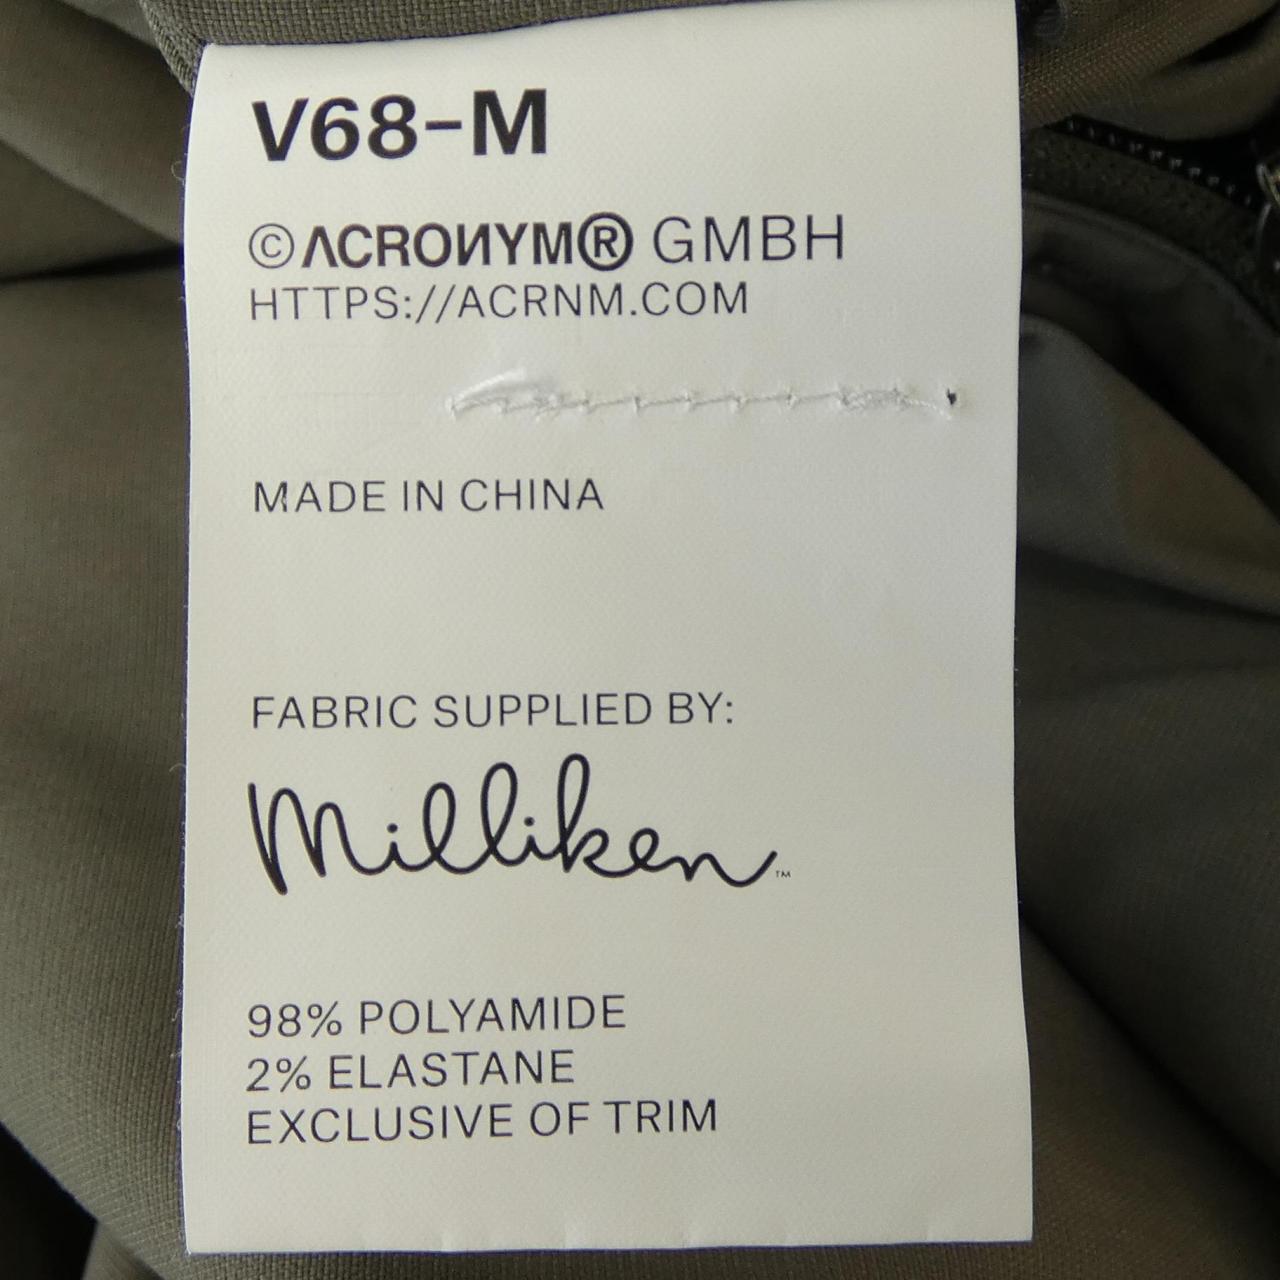 V68-M
©ACRONYM® GMBH
HTTPS://ACRNM.COM
MADE IN CHINA
FABRIC SUPPLIED BY:
Milliken™
98% POLYAMIDE
2% ELASTANE
EXCLUSIVE OF TRIM